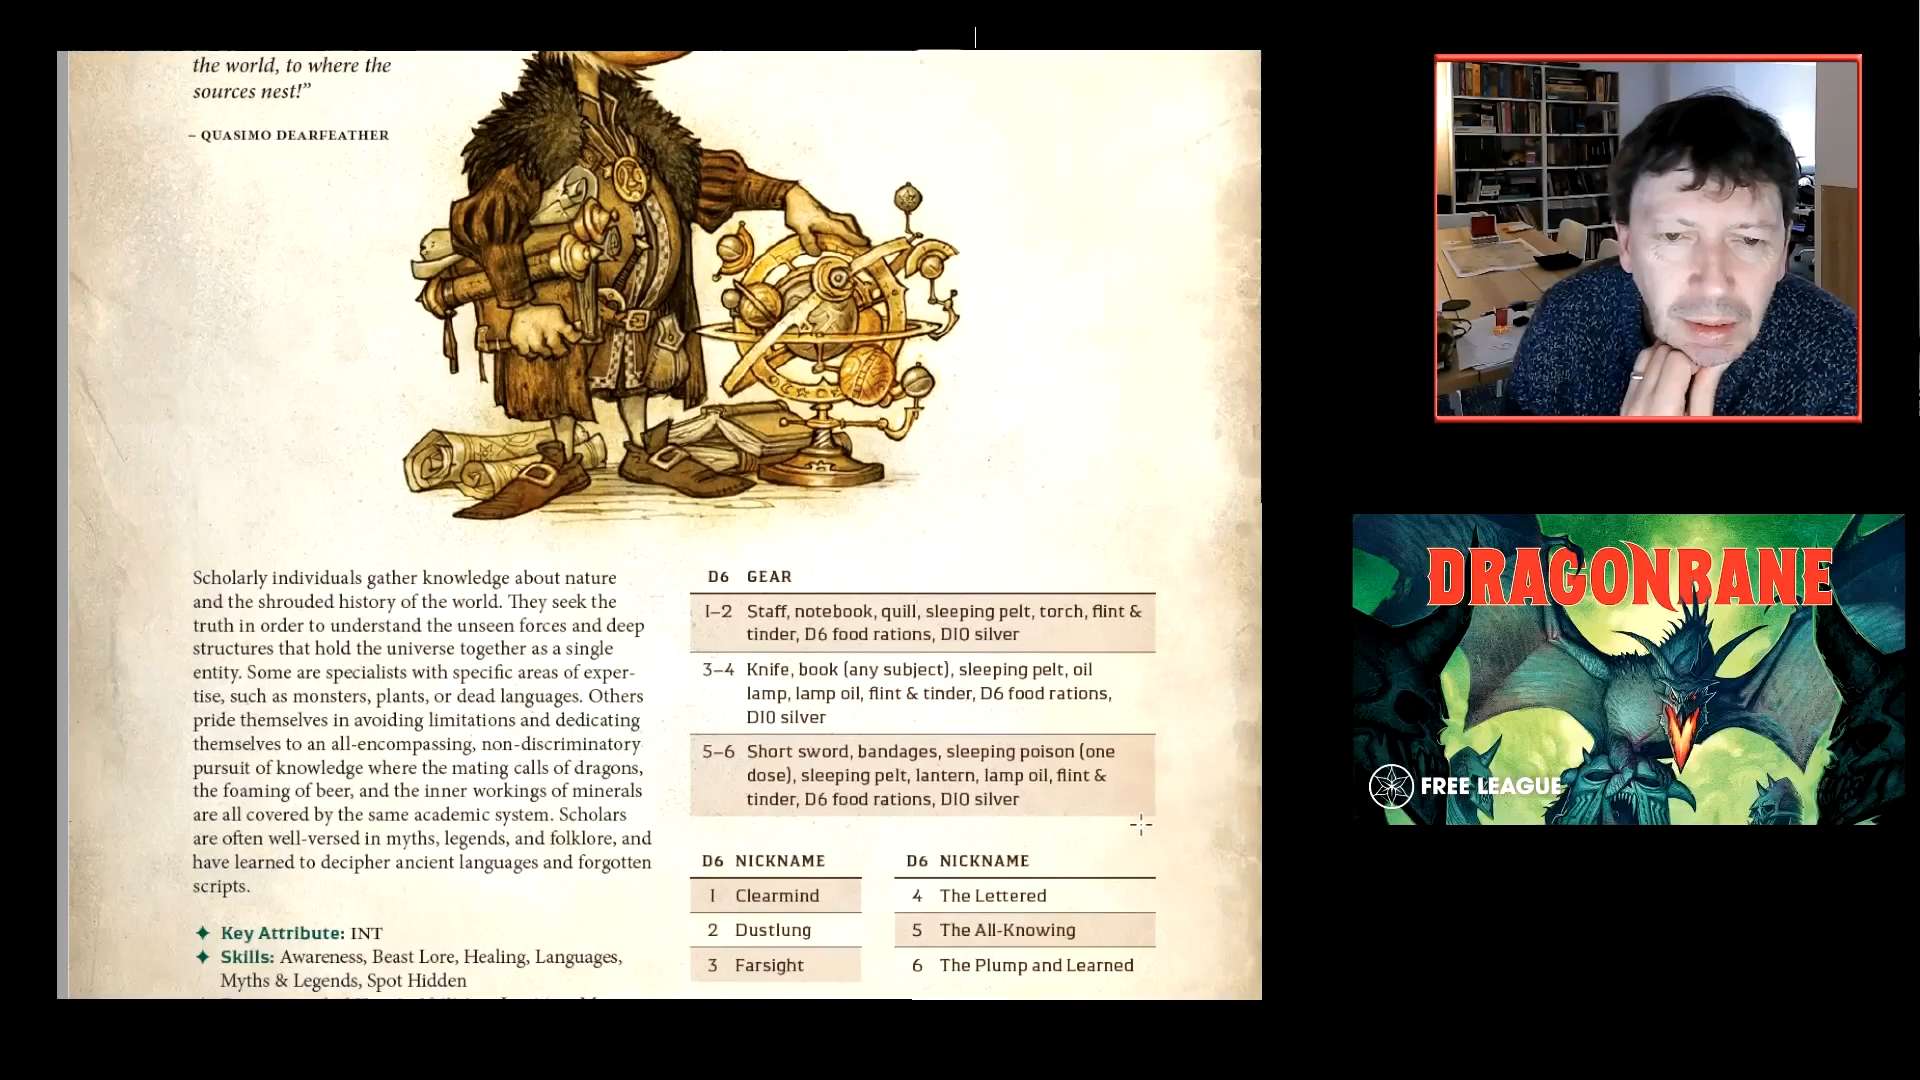 the world, to where the
sources nest!”
– QUASIMO DEARFEATHER
Scholarly individuals gather knowledge about nature
and the shrouded history of the world. They seek the
truth in order to understand the unseen forces and deep
structures that hold the universe together as a single
entity. Some are specialists with specific areas of exper-
tise, such as monsters, plants, or dead languages. Others
pride themselves in avoiding limitations and dedicating
themselves to an all-encompassing, non-discriminatory
pursuit of knowledge where the mating calls of dragons,
the foaming of beer, and the inner workings of minerals
are all covered by the same academic system. Scholars
are often well-versed in myths, legends, and folklore, and
have learned to decipher ancient languages and forgotten
scripts.
Key Attribute: INT
Skills: Awareness, Beast Lore, Healing, Languages,
Myths & Legends, Spot Hidden
D6 GEAR
1–2 Staff, notebook, quill, sleeping pelt, torch, flint &
tinder, D6 food rations, D10 silver
3–4 Knife, book (any subject), sleeping pelt, oil
lamp, lamp oil, flint & tinder, D6 food rations,
D10 silver
5–6 Short sword, bandages, sleeping poison (one
dose), sleeping pelt, lantern, lamp oil, flint &
tinder, D6 food rations, D10 silver
D6 NICKNAME
1 Clearmind
2 Dustlung
3 Farsight
D6 NICKNAME
4 The Lettered
5 The All-Knowing
6 The Plump and Learned
DRAGONBANE
FREE LEAGUE